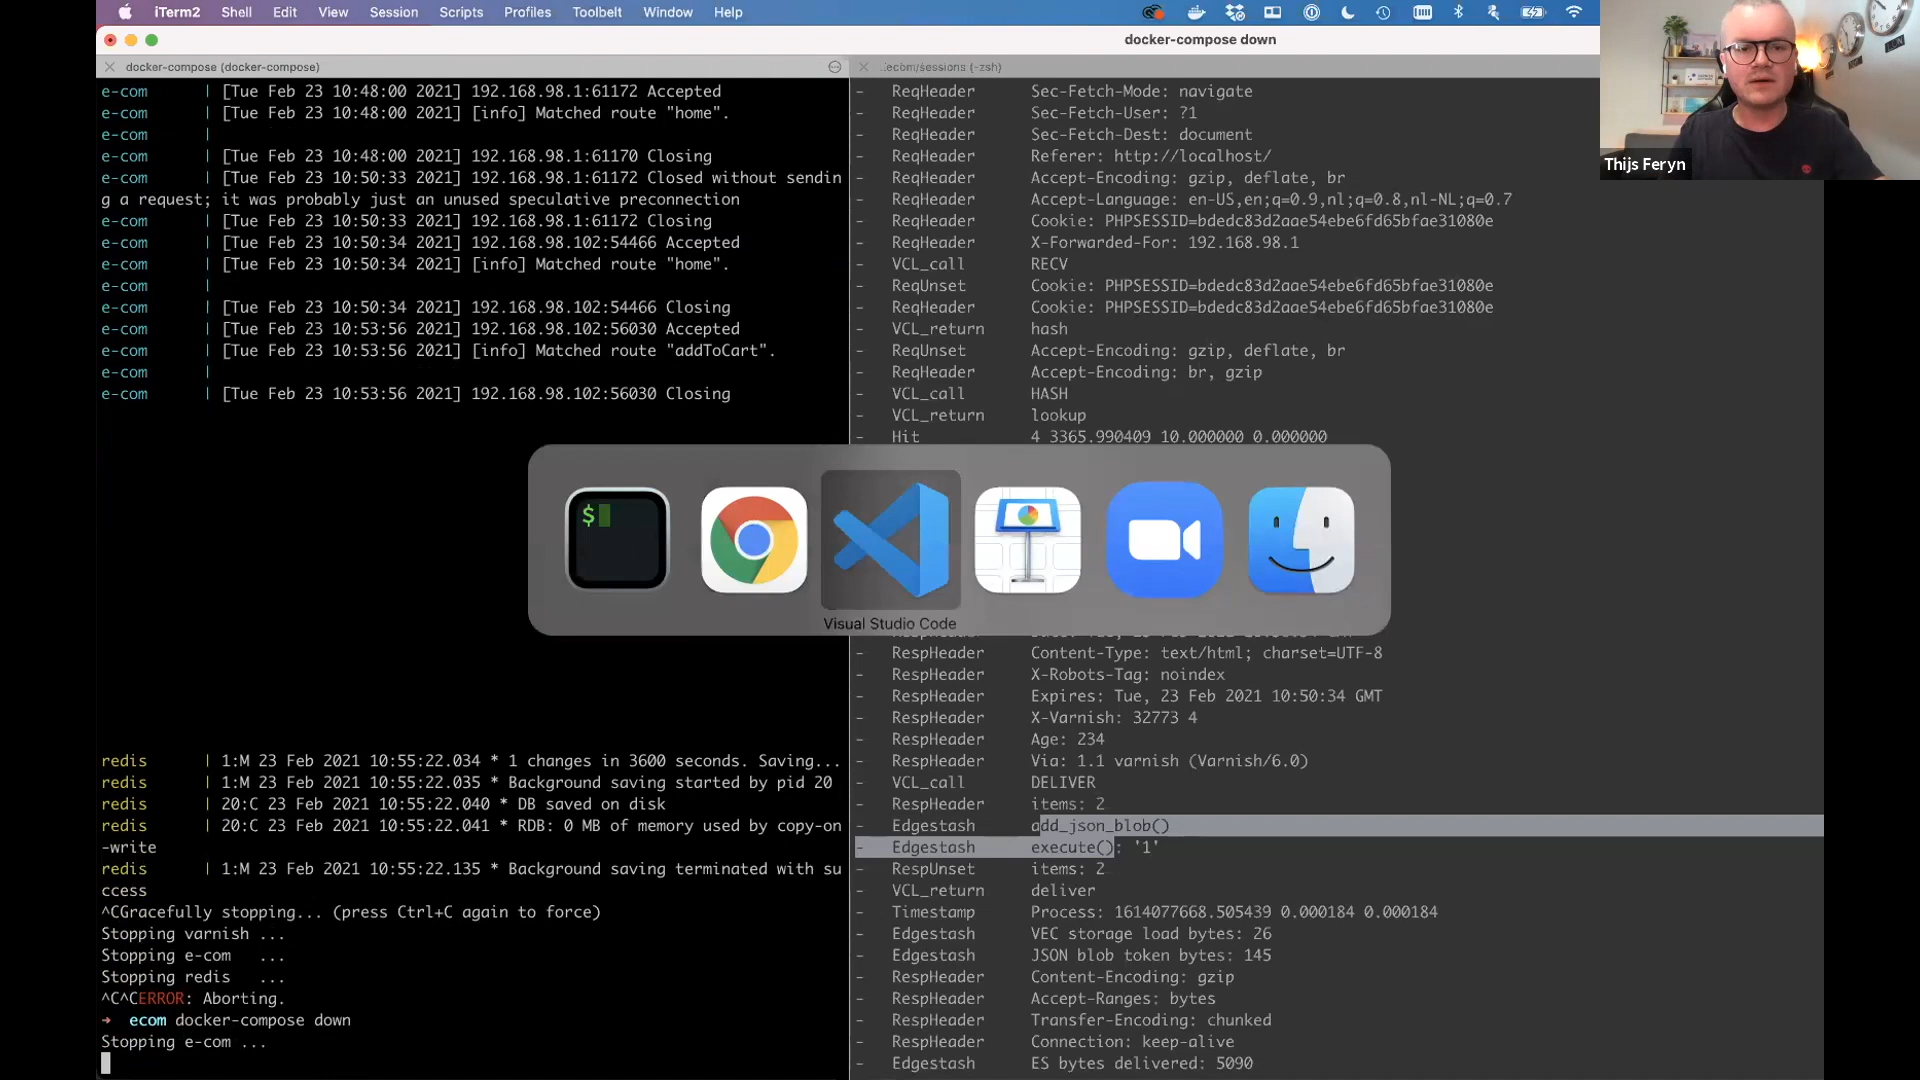 iTerm2 Shell Edit View Session Scripts Profiles Toolbelt Window Help
docker-compose down
docker-compose (docker-compose)
e-com | [Tue Feb 23 10:48:00 2021] 192.168.98.1:61172 Accepted
e-com | [Tue Feb 23 10:48:00 2021] [info] Matched route "home".
e-com |
e-com | [Tue Feb 23 10:48:00 2021] 192.168.98.1:61170 Closing
e-com | [Tue Feb 23 10:50:33 2021] 192.168.98.1:61172 Closed without sendin
g a request; it was probably just an unused speculative preconnection
e-com | [Tue Feb 23 10:50:33 2021] 192.168.98.1:61172 Closing
e-com | [Tue Feb 23 10:50:34 2021] 192.168.98.102:54466 Accepted
e-com | [Tue Feb 23 10:50:34 2021] [info] Matched route "home".
e-com |
e-com | [Tue Feb 23 10:50:34 2021] 192.168.98.102:54466 Closing
e-com | [Tue Feb 23 10:53:56 2021] 192.168.98.102:56030 Accepted
e-com | [Tue Feb 23 10:53:56 2021] [info] Matched route "addToCart".
e-com |
e-com | [Tue Feb 23 10:53:56 2021] 192.168.98.102:56030 Closing
redis | 1:M 23 Feb 2021 10:55:22.034 * 1 changes in 3600 seconds. Saving...
redis | 1:M 23 Feb 2021 10:55:22.035 * Background saving started by pid 20
redis | 20:C 23 Feb 2021 10:55:22.040 * DB saved on disk
redis | 20:C 23 Feb 2021 10:55:22.041 * RDB: 0 MB of memory used by copy-on
-write
redis | 1:M 23 Feb 2021 10:55:22.135 * Background saving terminated with su
ccess
^CGracefully stopping... (press Ctrl+C again to force)
Stopping varnish ...
Stopping e-com ...
Stopping redis ...
^C^CERROR: Aborting.
➜ ecom docker-compose down
Stopping e-com ...
..ecom/sessions (-zsh)
- ReqHeader Sec-Fetch-Mode: navigate
- ReqHeader Sec-Fetch-User: ?1
- ReqHeader Sec-Fetch-Dest: document
- ReqHeader Referer: http://localhost/
- ReqHeader Accept-Encoding: gzip, deflate, br
- ReqHeader Accept-Language: en-US,en;q=0.9,nl;q=0.8,nl-NL;q=0.7
- ReqHeader Cookie: PHPSESSID=bdedc83d2aae54ebe6fd65bfae31080e
- ReqHeader X-Forwarded-For: 192.168.98.1
- VCL_call RECV
- ReqUnset Cookie: PHPSESSID=bdedc83d2aae54ebe6fd65bfae31080e
- ReqHeader Cookie: PHPSESSID=bdedc83d2aae54ebe6fd65bfae31080e
- VCL_return hash
- ReqUnset Accept-Encoding: gzip, deflate, br
- ReqHeader Accept-Encoding: br, gzip
- VCL_call HASH
- VCL_return lookup
- Hit 4 3365.990409 10.000000 0.000000
Visual Studio Code
- RespHeader Content-Type: text/html; charset=UTF-8
- RespHeader X-Robots-Tag: noindex
- RespHeader Expires: Tue, 23 Feb 2021 10:50:34 GMT
- RespHeader X-Varnish: 32773 4
- RespHeader Age: 234
- RespHeader Via: 1.1 varnish (Varnish/6.0)
- VCL_call DELIVER
- RespHeader items: 2
- Edgestash add_json_blob()
- Edgestash execute(): '1'
- RespUnset items: 2
- VCL_return deliver
- Timestamp Process: 1614077668.505439 0.000184 0.000184
- Edgestash VEC storage load bytes: 26
- Edgestash JSON blob token bytes: 145
- RespHeader Content-Encoding: gzip
- RespHeader Accept-Ranges: bytes
- RespHeader Transfer-Encoding: chunked
- RespHeader Connection: keep-alive
- Edgestash ES bytes delivered: 5090
Thijs Feryn